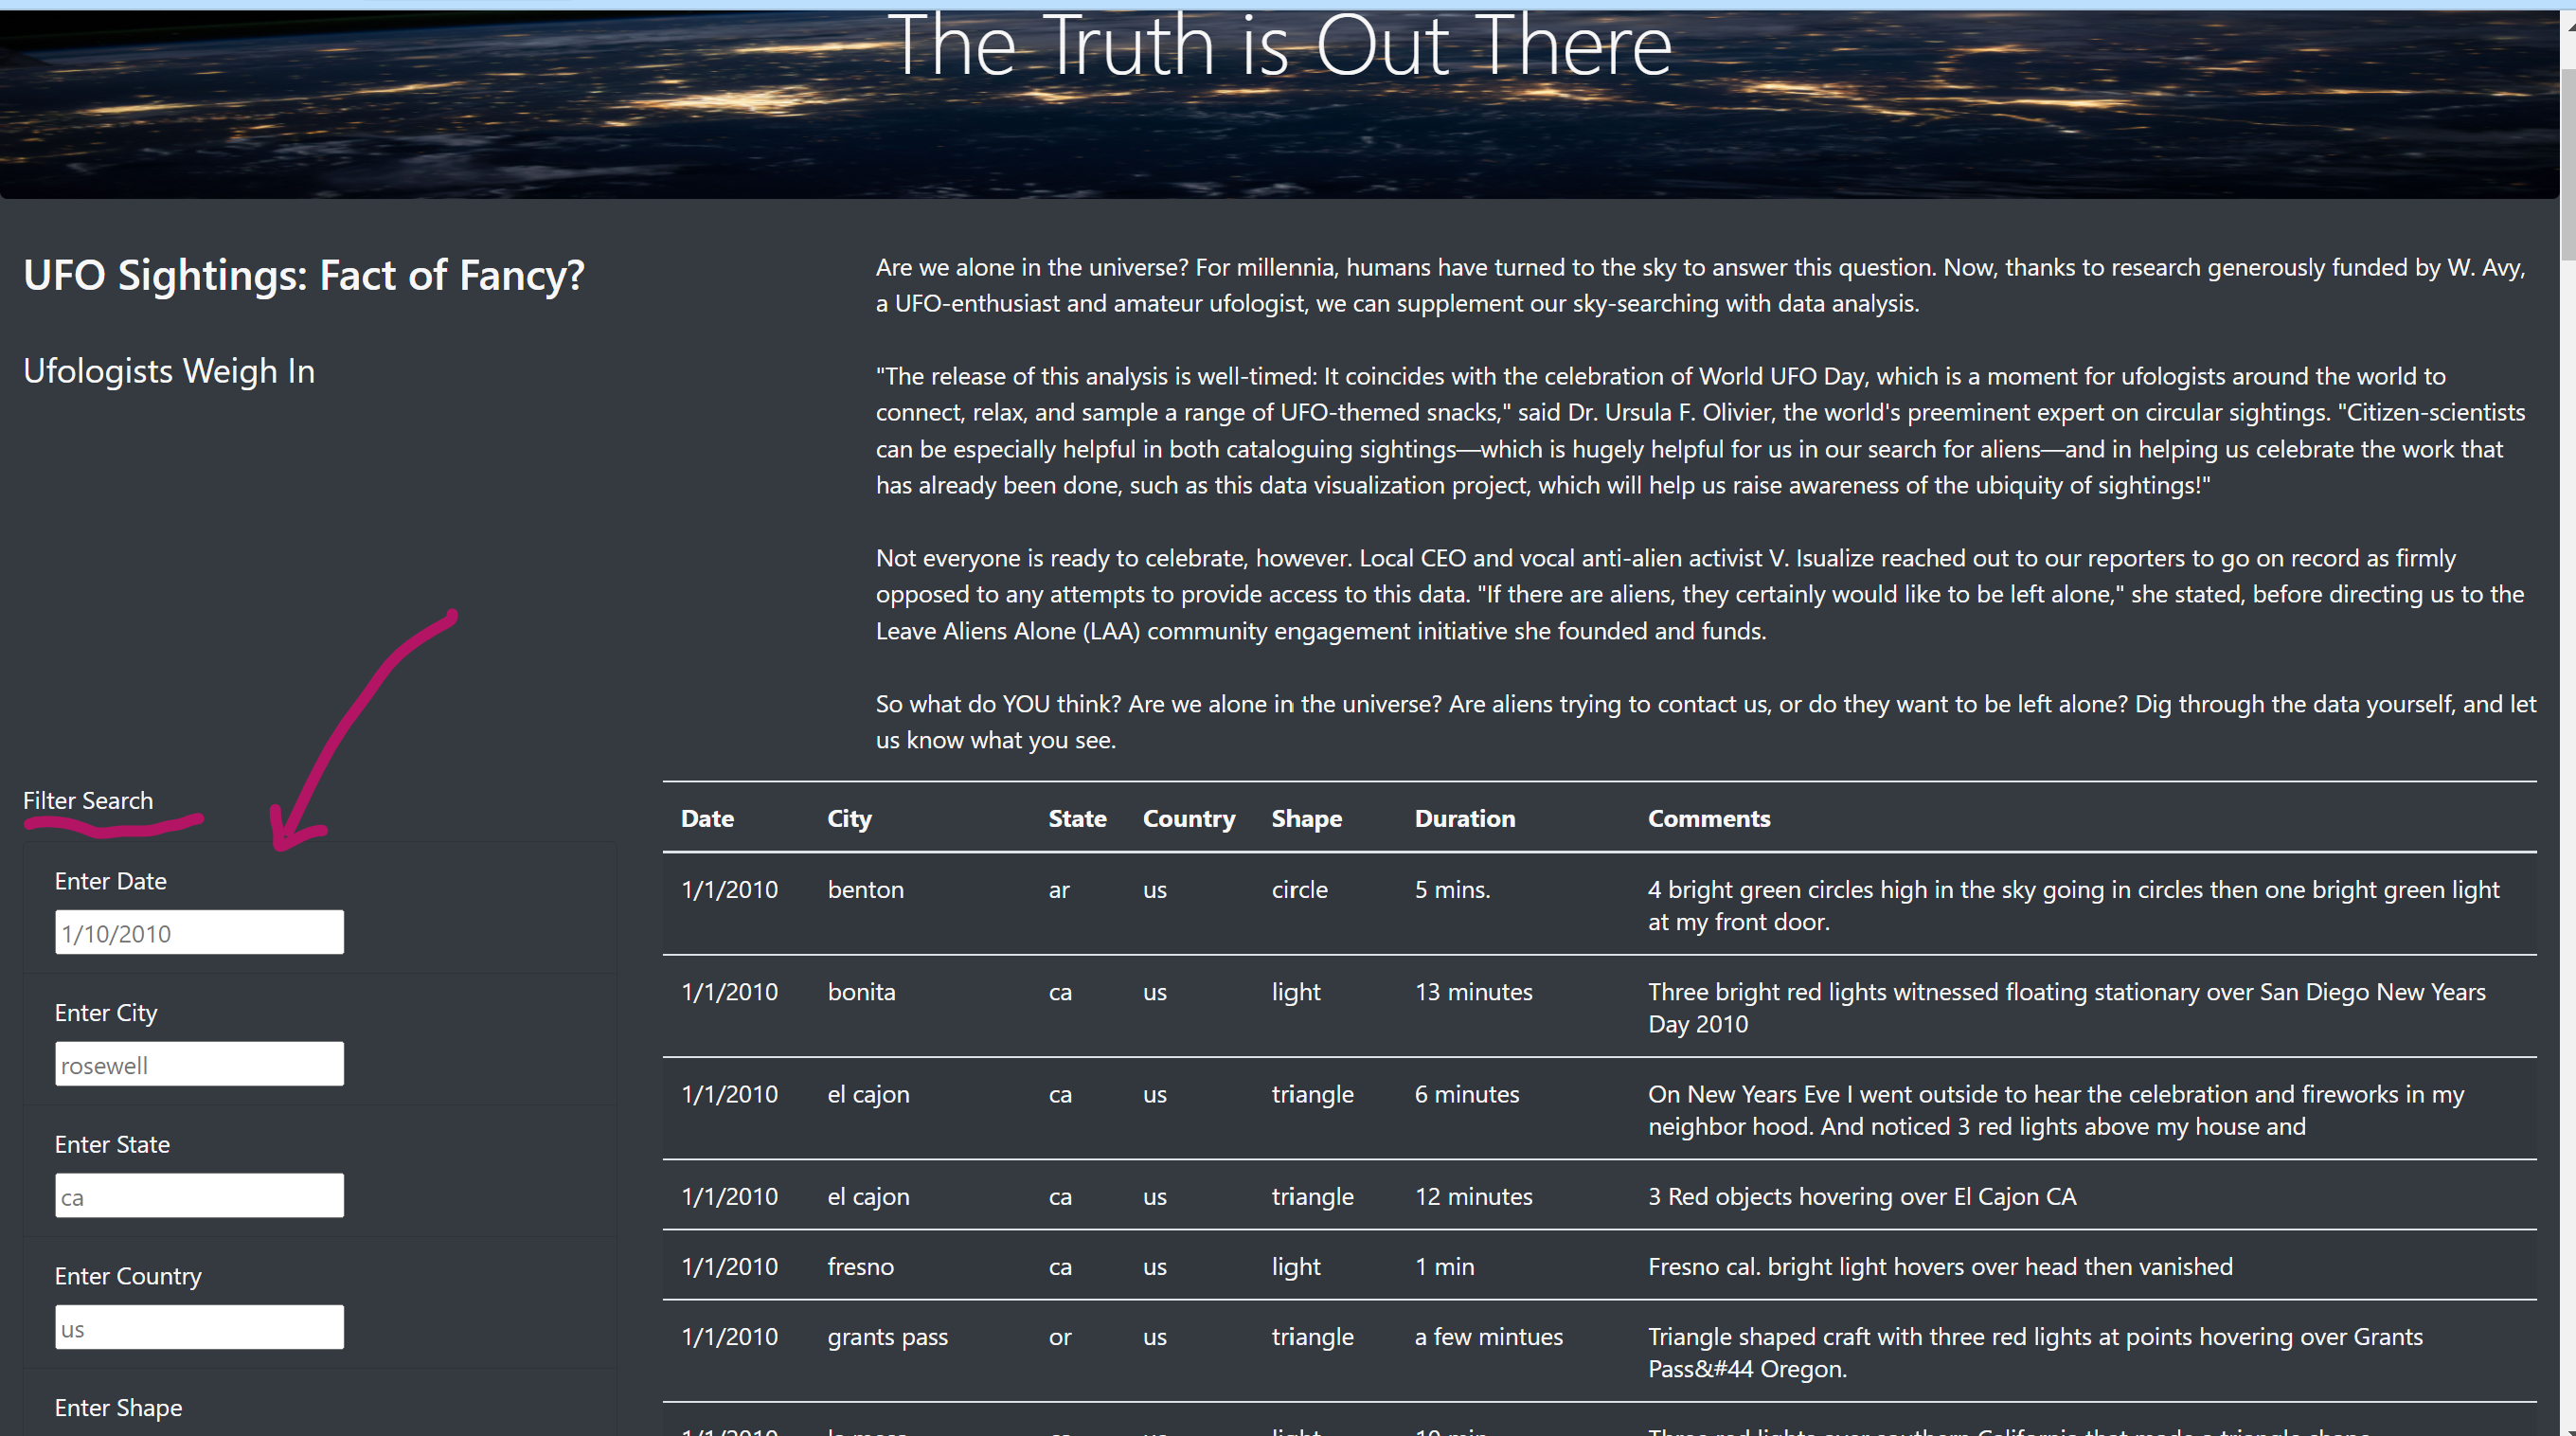 The Truth is Out There
UFO Sightings: Fact of Fancy?
Ufologists Weigh In
Are we alone in the universe? For millennia, humans have turned to the sky to answer this question. Now, thanks to research generously funded by W. Avy,
a UFO-enthusiast and amateur ufologist, we can supplement our sky-searching with data analysis.
"The release of this analysis is well-timed: It coincides with the celebration of World UFO Day, which is a moment for ufologists around the world to
connect, relax, and sample a range of UFO-themed snacks," said Dr. Ursula F. Olivier, the world's preeminent expert on circular sightings. "Citizen-scientists
can be especially helpful in both cataloguing sightings—which is hugely helpful for us in our search for aliens—and in helping us celebrate the work that
has already been done, such as this data visualization project, which will help us raise awareness of the ubiquity of sightings!"
Not everyone is ready to celebrate, however. Local CEO and vocal anti-alien activist V. Isualize reached out to our reporters to go on record as firmly
opposed to any attempts to provide access to this data. "If there are aliens, they certainly would like to be left alone," she stated, before directing us to the
Leave Aliens Alone (LAA) community engagement initiative she founded and funds.
So what do YOU think? Are we alone in the universe? Are aliens trying to contact us, or do they want to be left alone? Dig through the data yourself, and let
us know what you see.
Filter Search
Enter Date
1/10/2010
Enter City
rosewell
Enter State
ca
Enter Country
us
Enter Shape
Date City State Country Shape Duration Comments
1/1/2010 benton ar us circle 5 mins. 4 bright green circles high in the sky going in circles then one bright green light
at my front door.
1/1/2010 bonita ca us light 13 minutes Three bright red lights witnessed floating stationary over San Diego New Years
Day 2010
1/1/2010 el cajon ca us triangle 6 minutes On New Years Eve I went outside to hear the celebration and fireworks in my
neighbor hood. And noticed 3 red lights above my house and
1/1/2010 el cajon ca us triangle 12 minutes 3 Red objects hovering over El Cajon CA
1/1/2010 fresno ca us light 1 min Fresno cal. bright light hovers over head then vanished
1/1/2010 grants pass or us triangle a few mintues Triangle shaped craft with three red lights at points hovering over Grants
Pass&#44 Oregon.